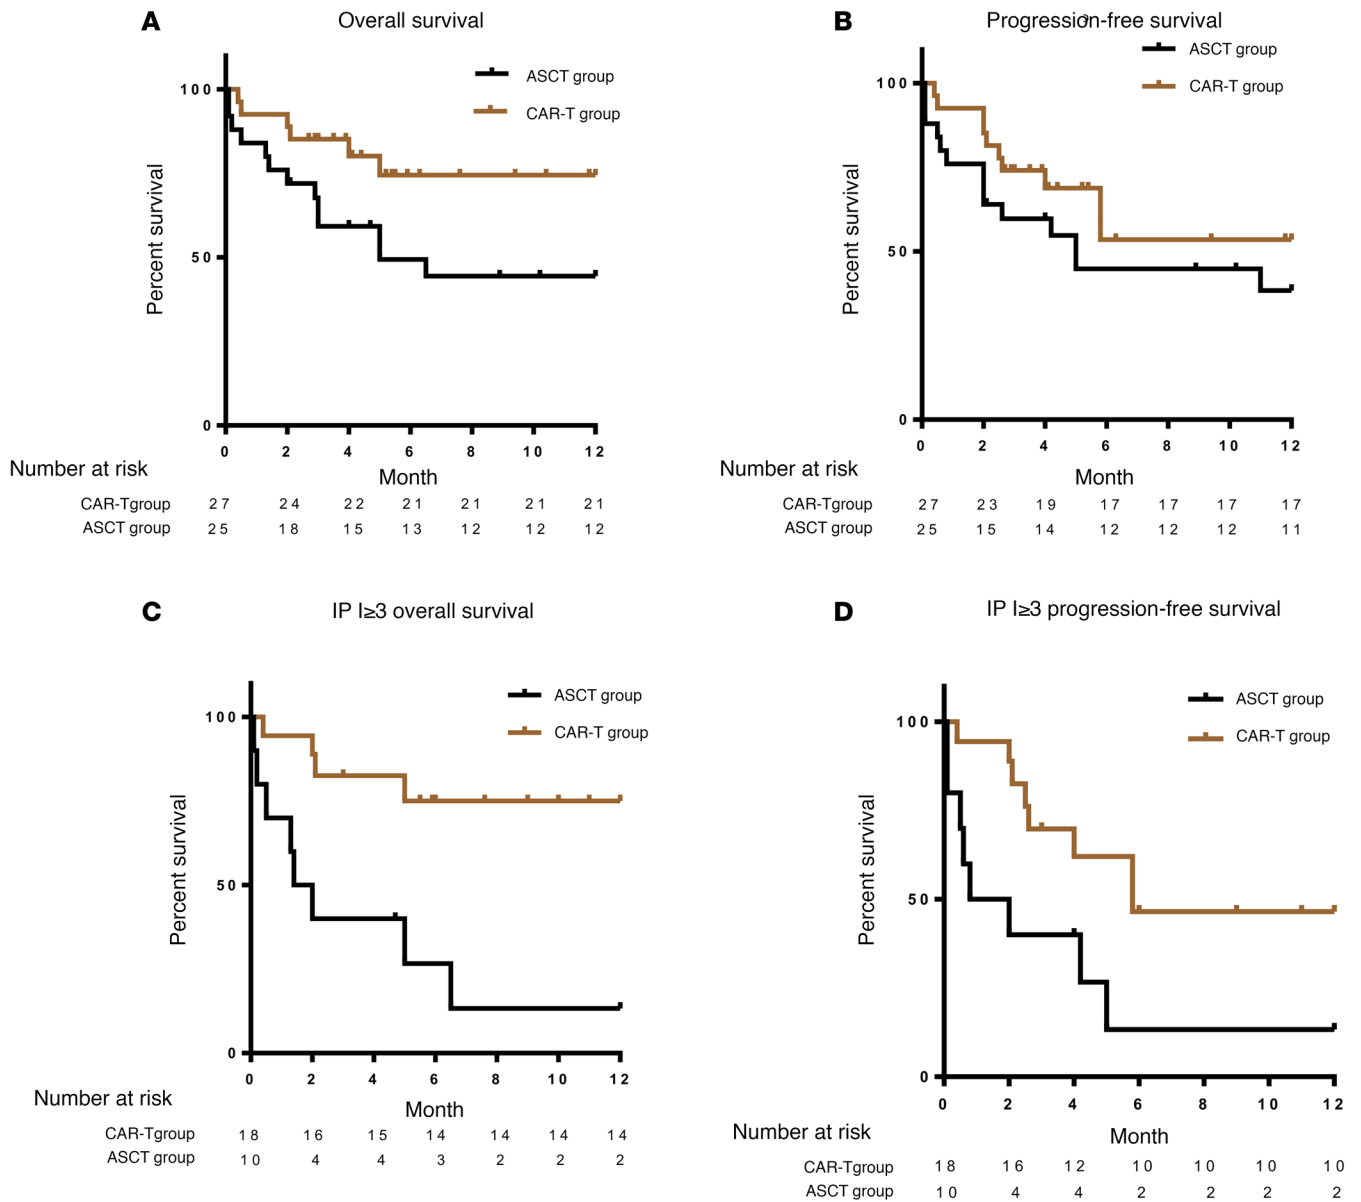 A
Overall survival
ASCT group
CAR-T group
100
50
0
Percent survival
0 2 4 6 8 10 12
Month
Number at risk
CAR-Tgroup 27 24 22 21 21 21 21
ASCT group 25 18 15 13 12 12 12
B
Progression-free survival
ASCT group
CAR-T group
100
50
0
Percent survival
0 2 4 6 8 10 12
Month
Number at risk
CAR-Tgroup 27 23 19 17 17 17 17
ASCT group 25 15 14 12 12 12 11
C
IP I≥3 overall survival
ASCT group
CAR-T group
100
50
0
Percent survival
0 2 4 6 8 10 12
Month
Number at risk
CAR-Tgroup 18 16 15 14 14 14 14
ASCT group 10 4 4 3 2 2 2
D
IP I≥3 progression-free survival
ASCT group
CAR-T group
100
50
0
Percent survival
0 2 4 6 8 10 12
Month
Number at risk
CAR-Tgroup 18 16 12 10 10 10 10
ASCT group 10 4 4 2 2 2 2